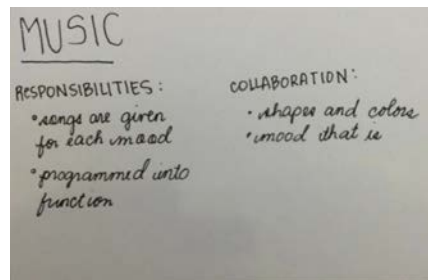 MUSIC
RESPONSIBILITIES:
• songs are given
for each mood
• programmed into
function
COLLABORATION:
• shapes and colors
• mood that is